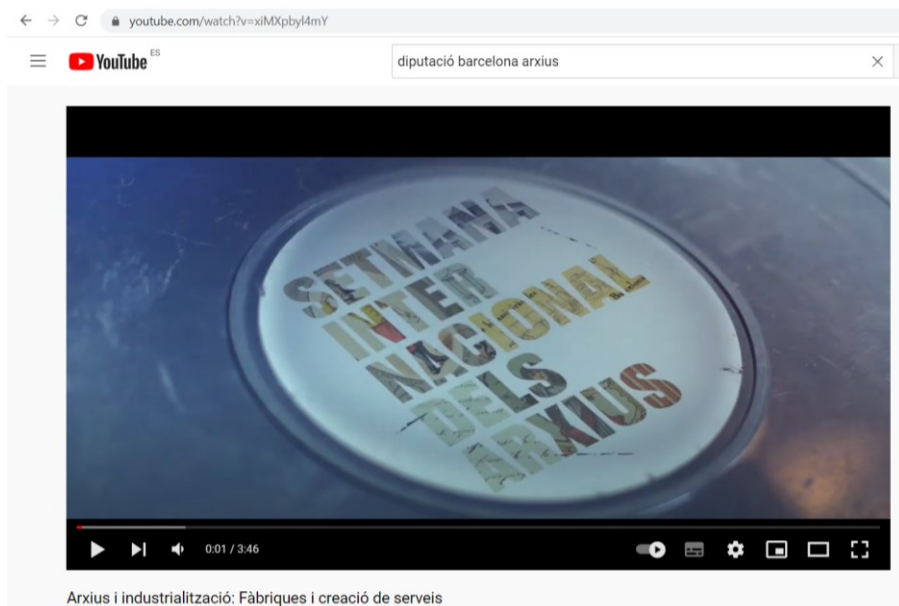 youtube.com/watch?v=xiMXpbyl4mY
YouTube ES
diputació barcelona arxius
SETMANA
INTER
NACIONAL
DELS
ARXIUS
0:01 / 3:46
Arxius i industrialització: Fàbriques i creació de serveis